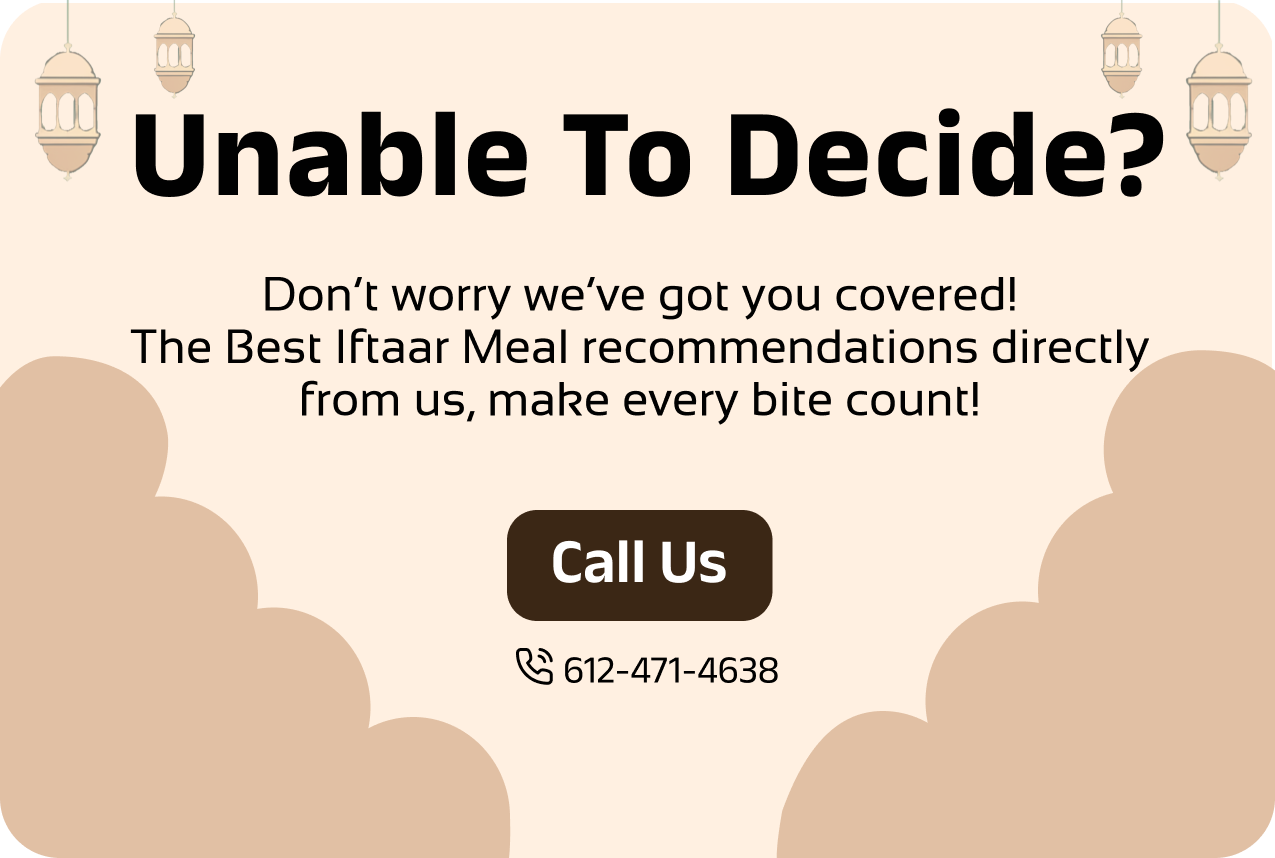 Unable To Decide?
Don’t worry we’ve got you covered!
The Best Iftaar Meal recommendations directly
from us, make every bite count!
Call Us
612-471-4638